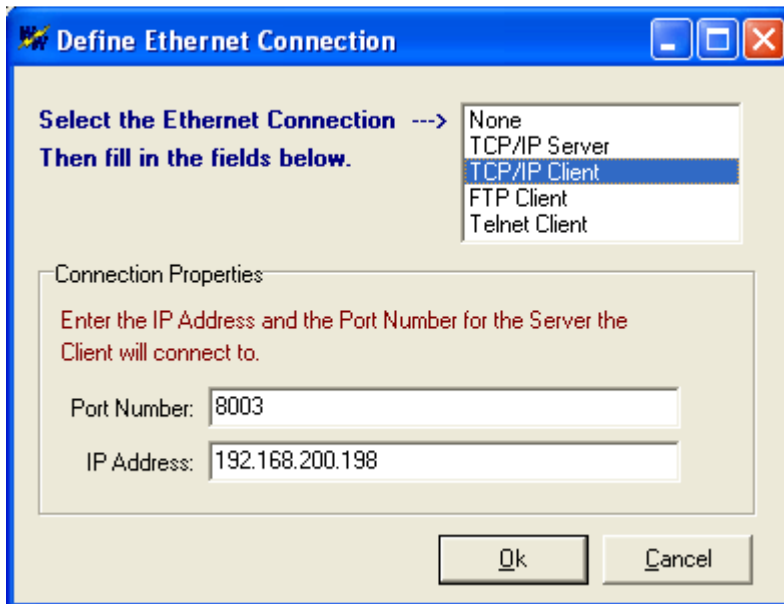 Define Ethernet Connection
Select the Ethernet Connection --->
Then fill in the fields below.
None
TCP/IP Server
TCP/IP Client
FTP Client
Telnet Client
Connection Properties
Enter the IP Address and the Port Number for the Server the
Client will connect to.
Port Number: 8003
IP Address: 192.168.200.198
Ok Cancel